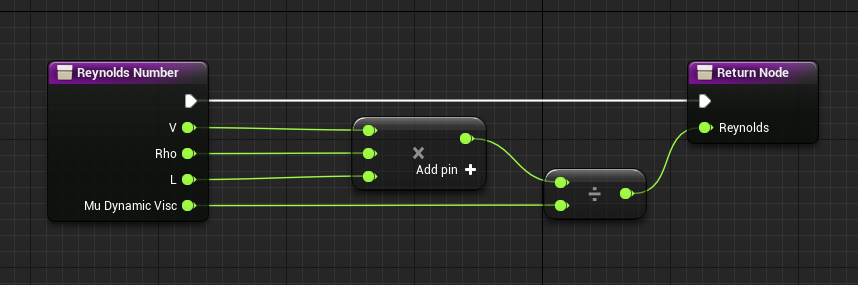 Reynolds Number
Return Node
V
Reynolds
Rho
×
Add pin +
L
÷
Mu Dynamic Visc